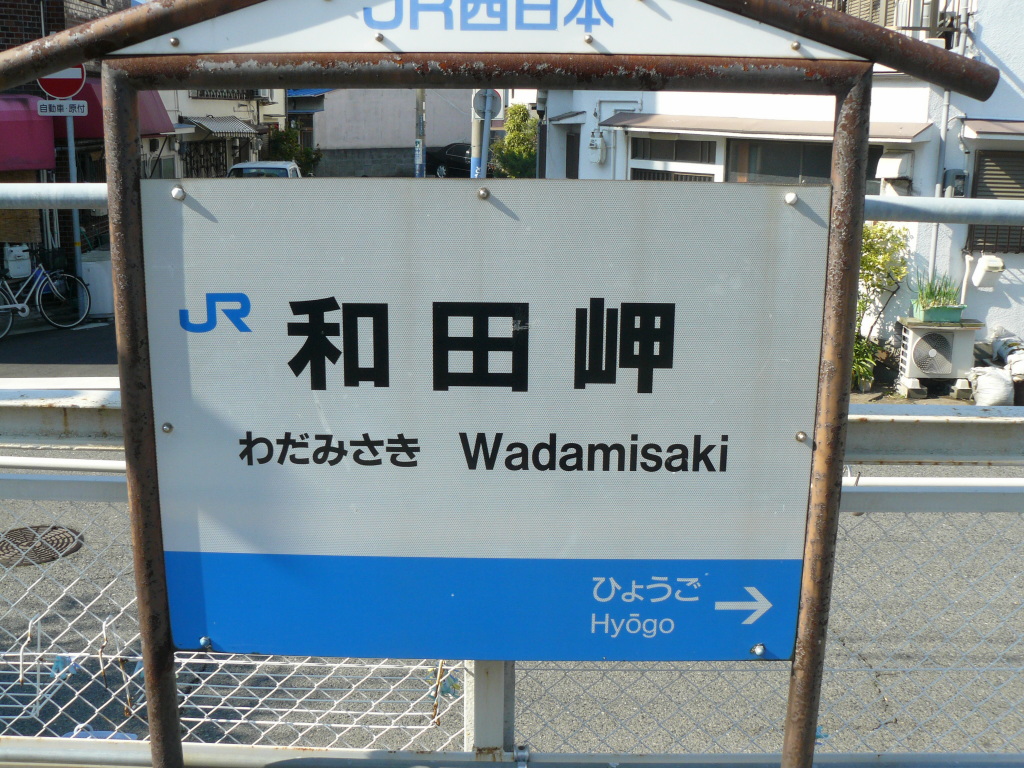 JR西日本
自動車・原付
JR 和田岬
わだみさき Wadamisaki
ひょうご →
Hyōgo